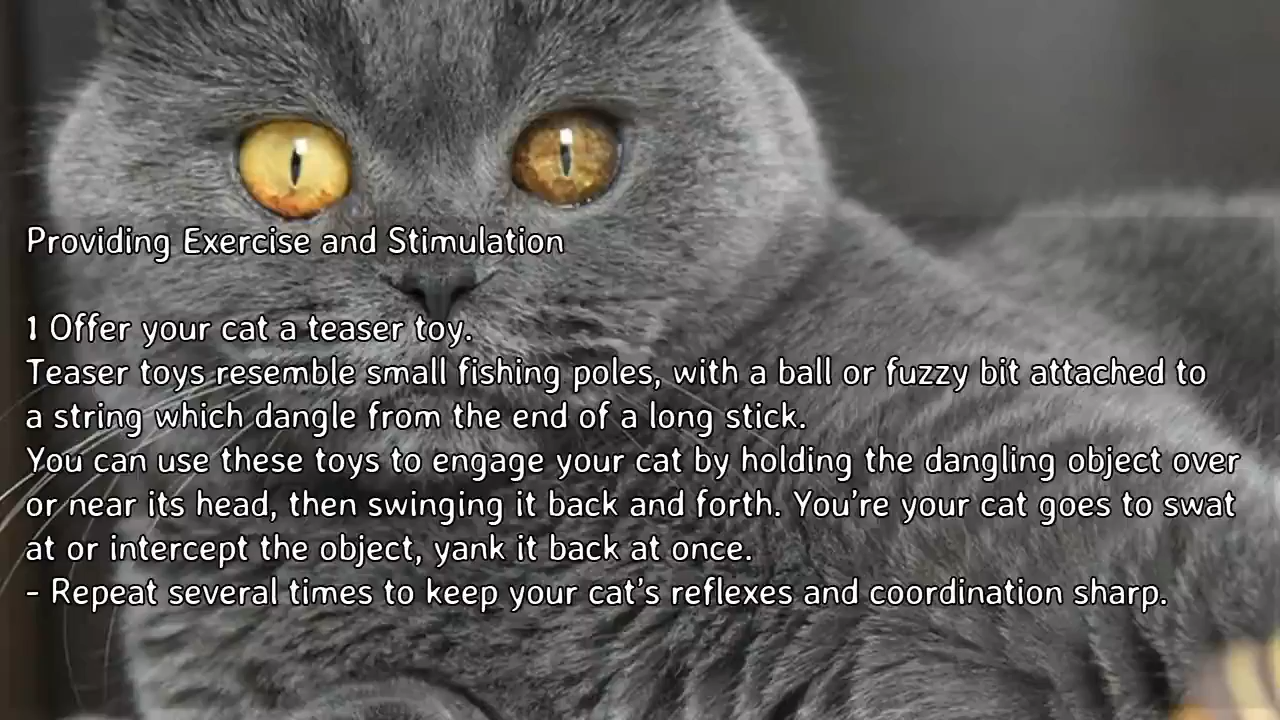 Providing Exercise and Stimulation
1 Offer your cat a teaser toy.
Teaser toys resemble small fishing poles, with a ball or fuzzy bit attached to
a string which dangle from the end of a long stick.
You can use these toys to engage your cat by holding the dangling object over
or near its head, then swinging it back and forth. You're your cat goes to swat
at or intercept the object, yank it back at once.
- Repeat several times to keep your cat's reflexes and coordination sharp.